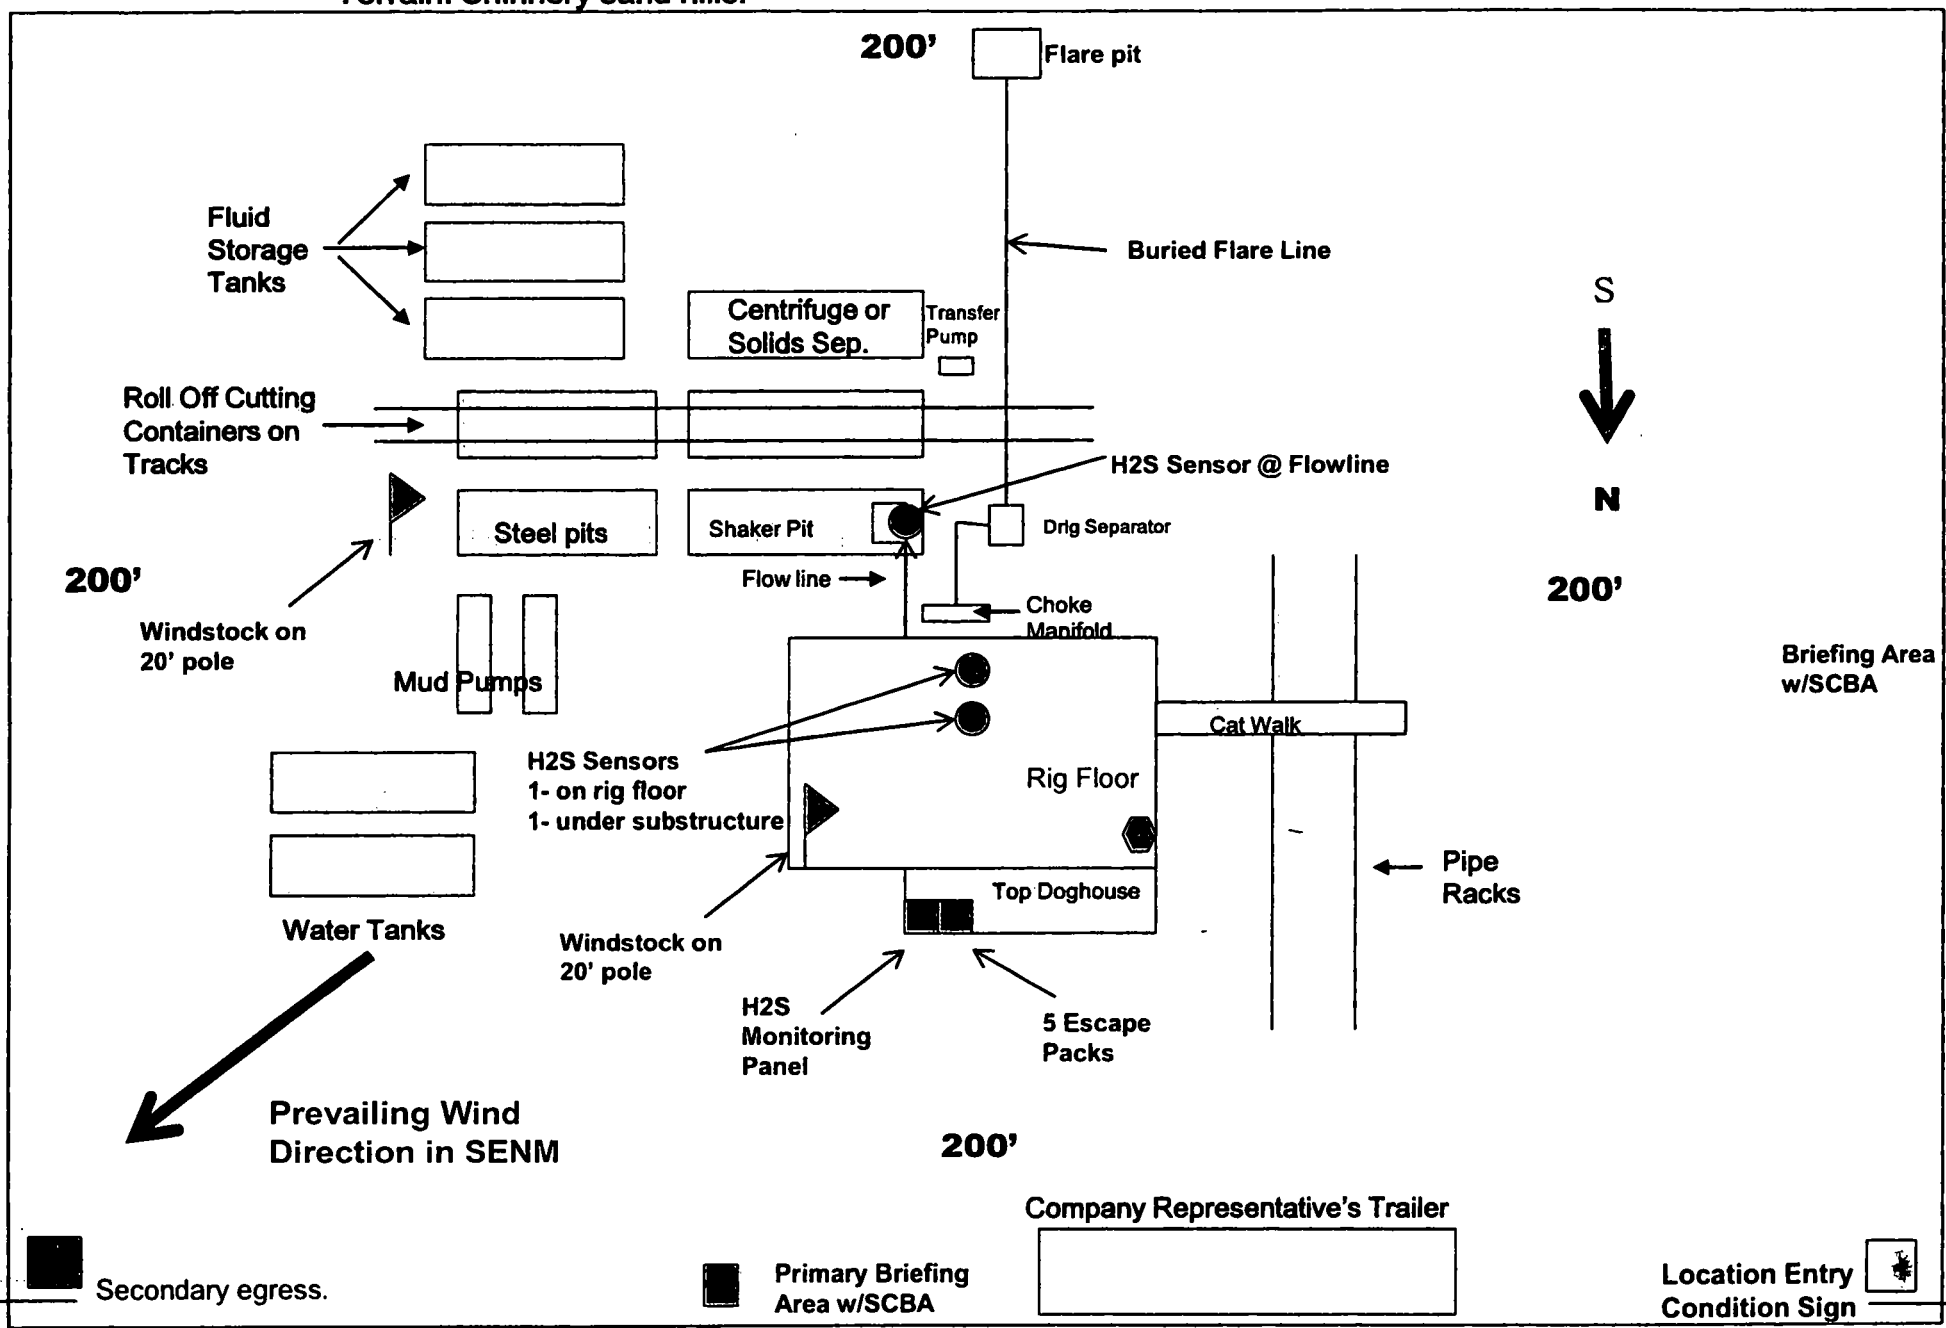 200'
Flare pit
Fluid
Storage
Tanks
Buried Flare Line
S
Centrifuge or
Solids Sep.
Transfer
Pump
Roll Off Cutting
Containers on
Tracks
H2S Sensor @ Flowline
N
Steel pits
Shaker Pit
Drlg Separator
Flow line
200'
200'
Choke
Manifold
Windstock on
20' pole
Briefing Area
w/SCBA
Mud Pumps
Cat Walk
H2S Sensors
1- on rig floor
1- under substructure
Rig Floor
Pipe
Racks
Top Doghouse
Water Tanks
Windstock on
20' pole
H2S
Monitoring
Panel
5 Escape
Packs
Prevailing Wind
Direction in SENM
200'
Company Representative's Trailer
Secondary egress.
Primary Briefing
Area w/SCBA
Location Entry
Condition Sign